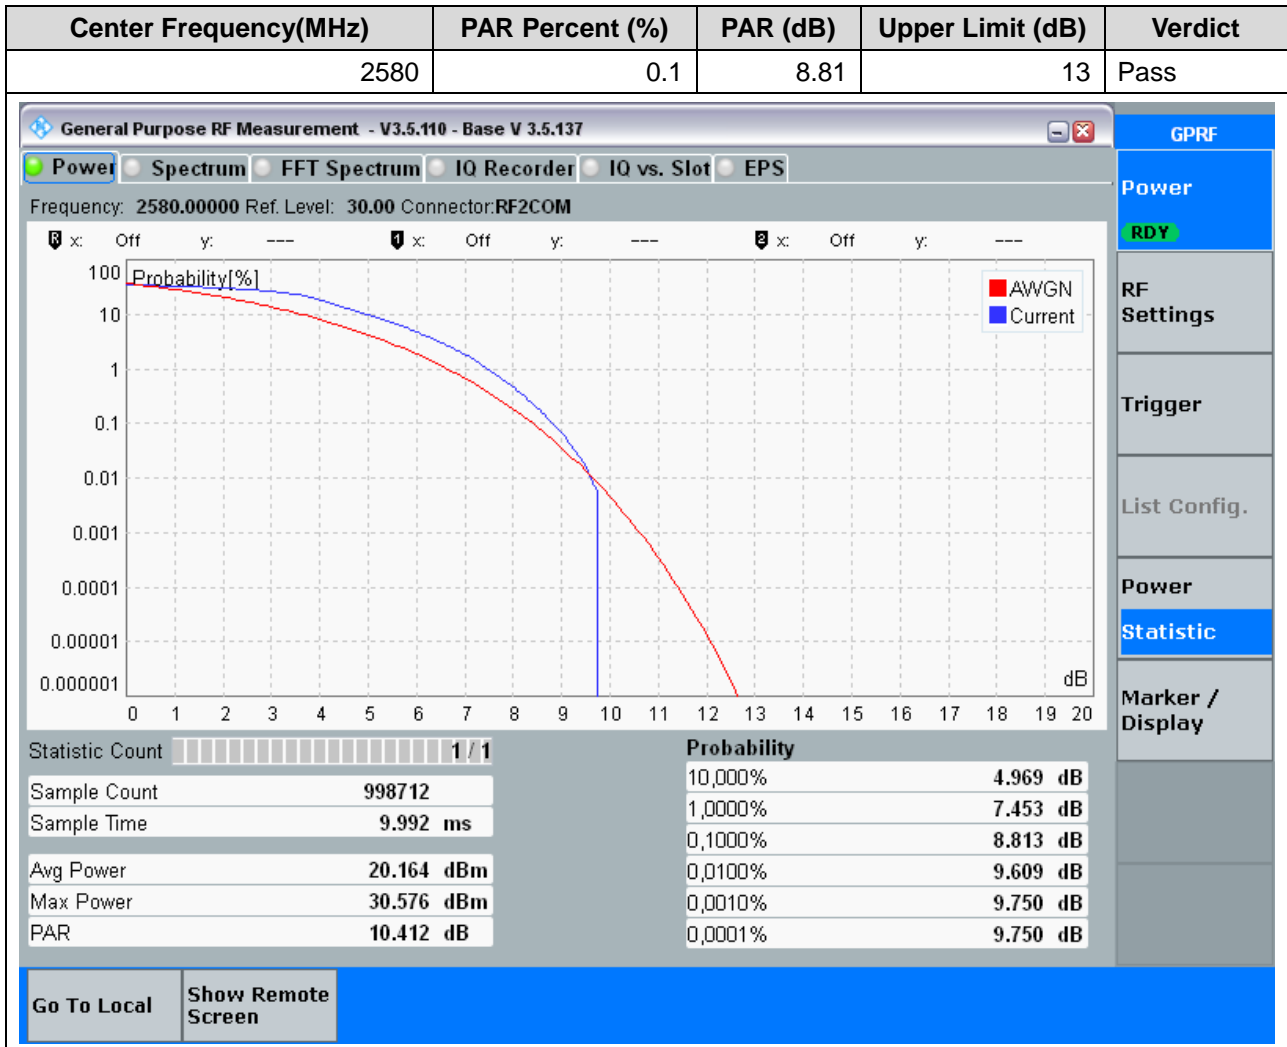 Center Frequency(MHz) PAR Percent (%) PAR (dB) Upper Limit (dB) Verdict
2580 0.1 8.81 13 Pass
General Purpose RF Measurement - V3.5.110 - Base V 3.5.137
GPRF
Power Spectrum FFT Spectrum IQ Recorder IQ vs. Slot EPS
Power
RDY
Frequency: 2580.00000 Ref. Level: 30.00 Connector:RF2COM
R x: Off y: --- 1 x: Off y: --- 2 x: Off y: ---
Probability[%]
AWGN
Current
100
10
1
0.1
0.01
0.001
0.0001
0.00001
0.000001
dB
0 1 2 3 4 5 6 7 8 9 10 11 12 13 14 15 16 17 18 19 20
RF
Settings
Trigger
List Config.
Power
Statistic
Marker /
Display
Statistic Count 1 / 1
Sample Count 998712
Sample Time 9.992 ms
Avg Power 20.164 dBm
Max Power 30.576 dBm
PAR 10.412 dB
Probability
10,000% 4.969 dB
1,0000% 7.453 dB
0,1000% 8.813 dB
0,0100% 9.609 dB
0,0010% 9.750 dB
0,0001% 9.750 dB
Go To Local
Show Remote
Screen